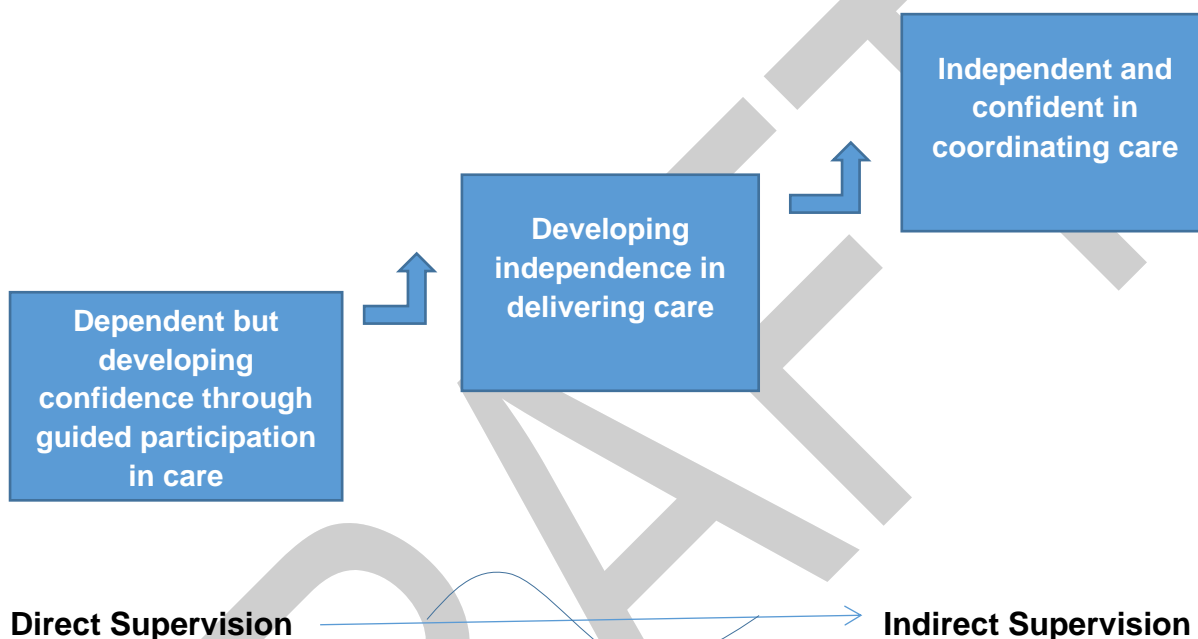 Independent and
confident in
coordinating care
Developing
independence in
delivering care
Dependent but
developing
confidence through
guided participation
in care
Direct Supervision
Indirect Supervision